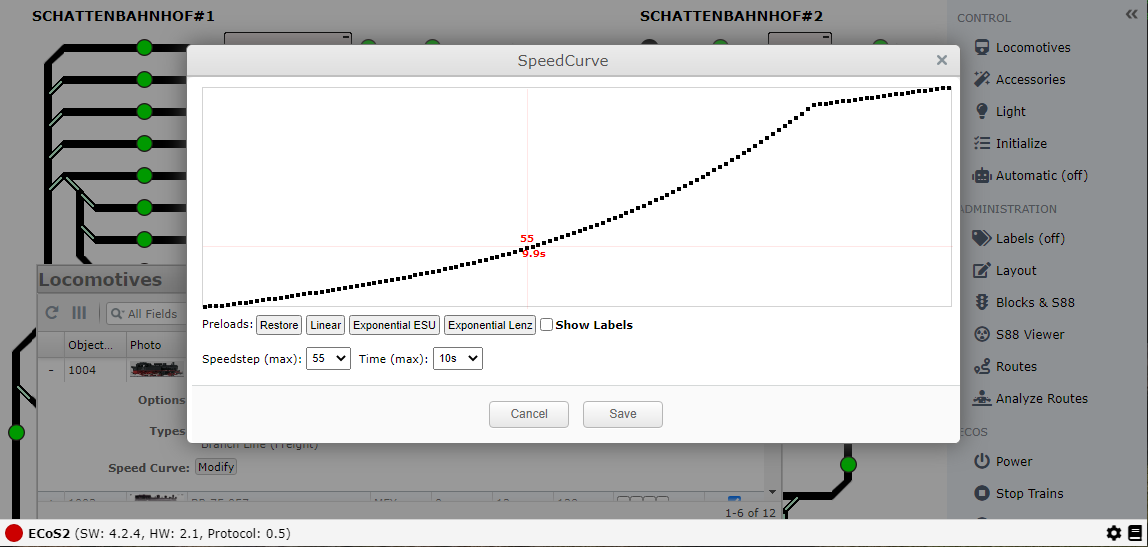 SCHATTENBAHNHOF#1
SCHATTENBAHNHOF#2
CONTROL
Locomotives
Accessories
Light
Initialize
Automatic (off)
ADMINISTRATION
Labels (off)
Layout
Blocks & S88
S88 Viewer
Routes
Analyze Routes
ECOS
Power
Stop Trains
SpeedCurve
55
9.9s
Preloads: Restore Linear Exponential ESU Exponential Lenz Show Labels
Speedstep (max): 55 Time (max): 10s
Cancel Save
Locomotives
All Fields
Object... Photo
- 1004
Options
Types
Branch Line (Freight)
Speed Curve: Modify
1-6 of 12
ECoS2 (SW: 4.2.4, HW: 2.1, Protocol: 0.5)